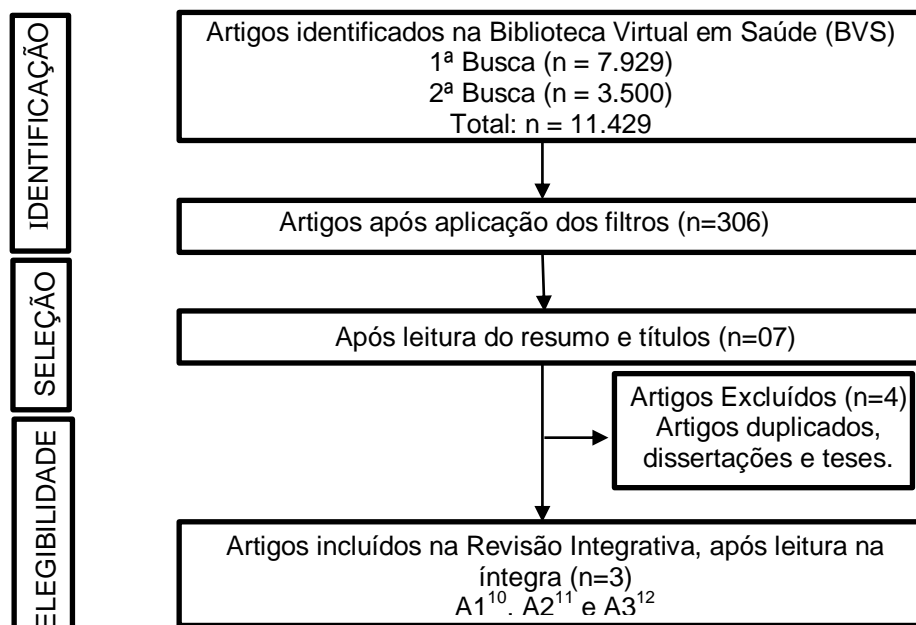 IDENTIFICAÇÃO
Artigos identificados na Biblioteca Virtual em Saúde (BVS)
1ª Busca (n = 7.929)
2ª Busca (n = 3.500)
Total: n = 11.429
Artigos após aplicação dos filtros (n=306)
SELEÇÃO
Após leitura do resumo e títulos (n=07)
Artigos Excluídos (n=4)
Artigos duplicados,
dissertações e teses.
ELEGIBILIDADE
Artigos incluídos na Revisão Integrativa, após leitura na
íntegra (n=3)
A1¹⁰, A2¹¹ e A3¹²